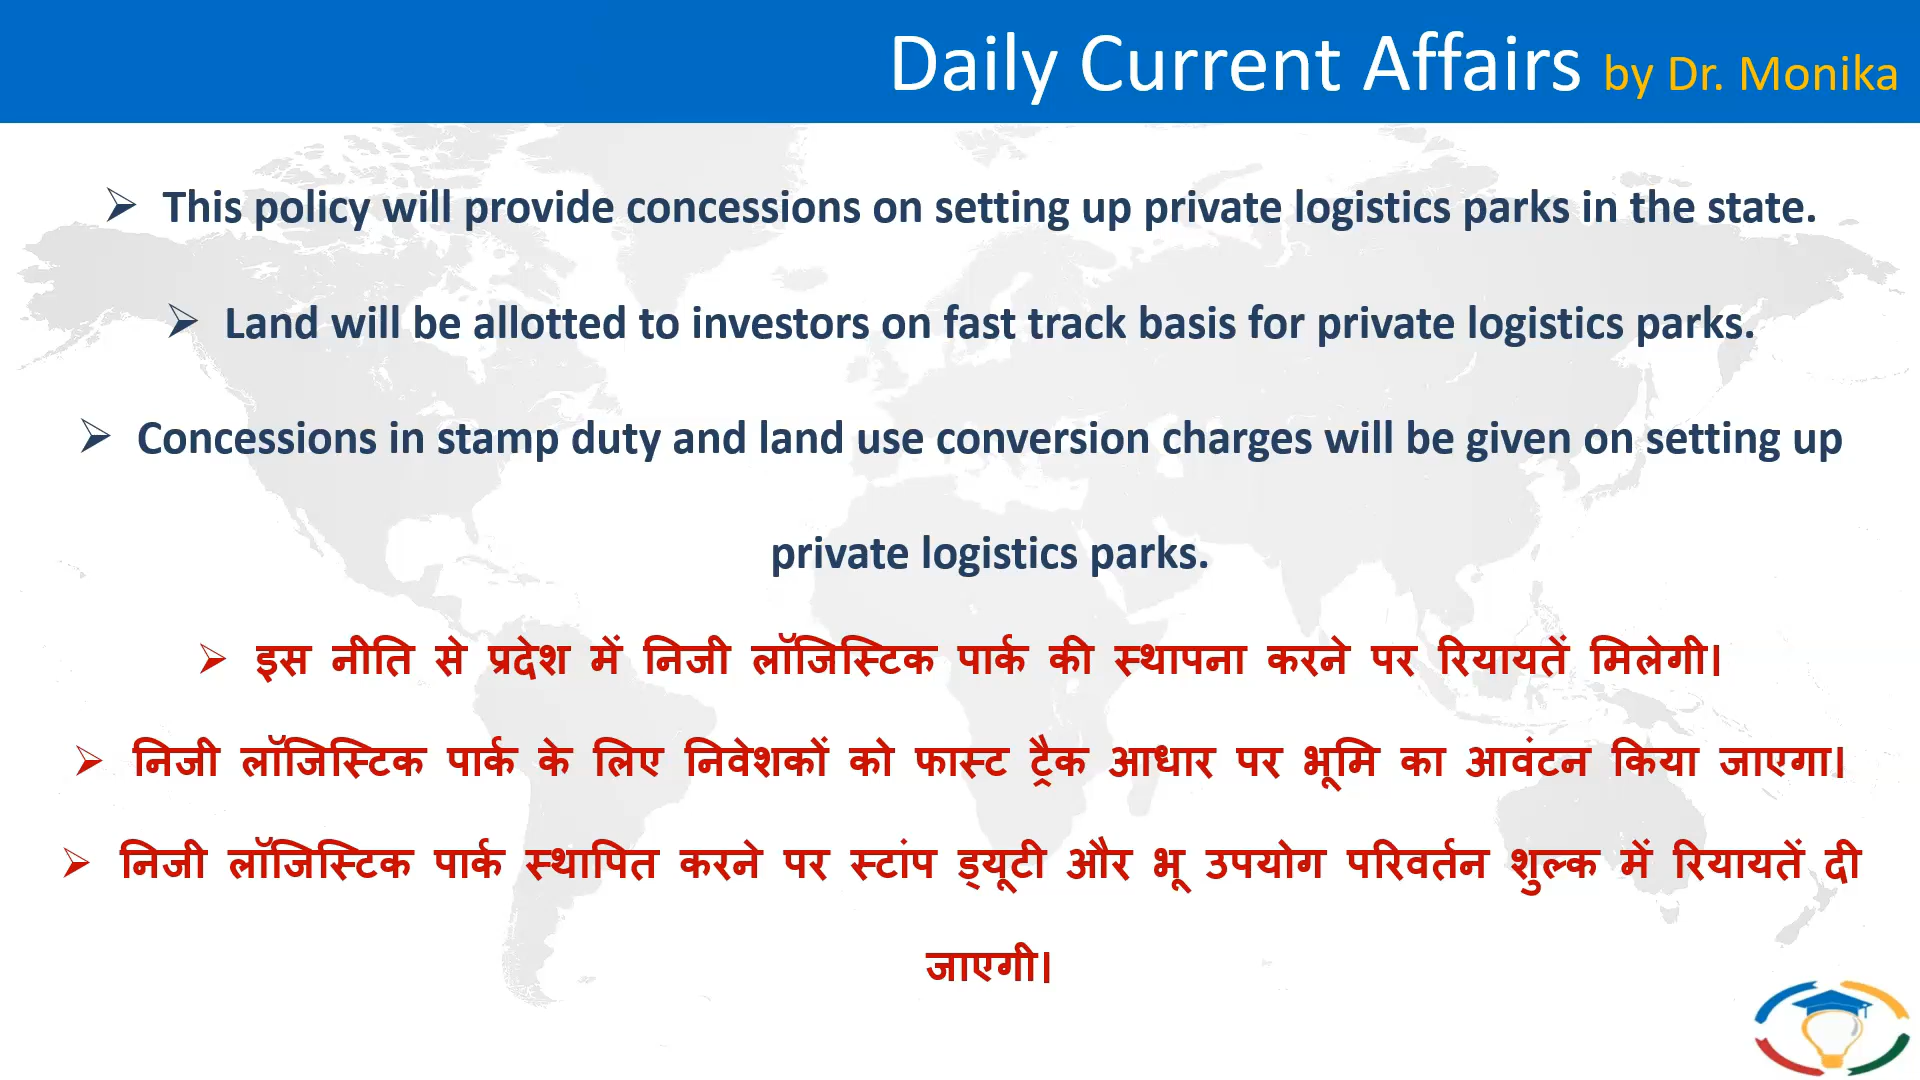 Daily Current Affairs by Dr. Monika
➢ This policy will provide concessions on setting up private logistics parks in the state.
➢ Land will be allotted to investors on fast track basis for private logistics parks.
➢ Concessions in stamp duty and land use conversion charges will be given on setting up
private logistics parks.
➢ इस नीति से प्रदेश में निजी लॉजिस्टिक पार्क की स्थापना करने पर रियायतें मिलेगी।
➢ निजी लॉजिस्टिक पार्क के लिए निवेशकों को फास्ट ट्रैक आधार पर भूमि का आवंटन किया जाएगा।
➢ निजी लॉजिस्टिक पार्क स्थापित करने पर स्टांप ड्यूटी और भू उपयोग परिवर्तन शुल्क में रियायतें दी
जाएगी।